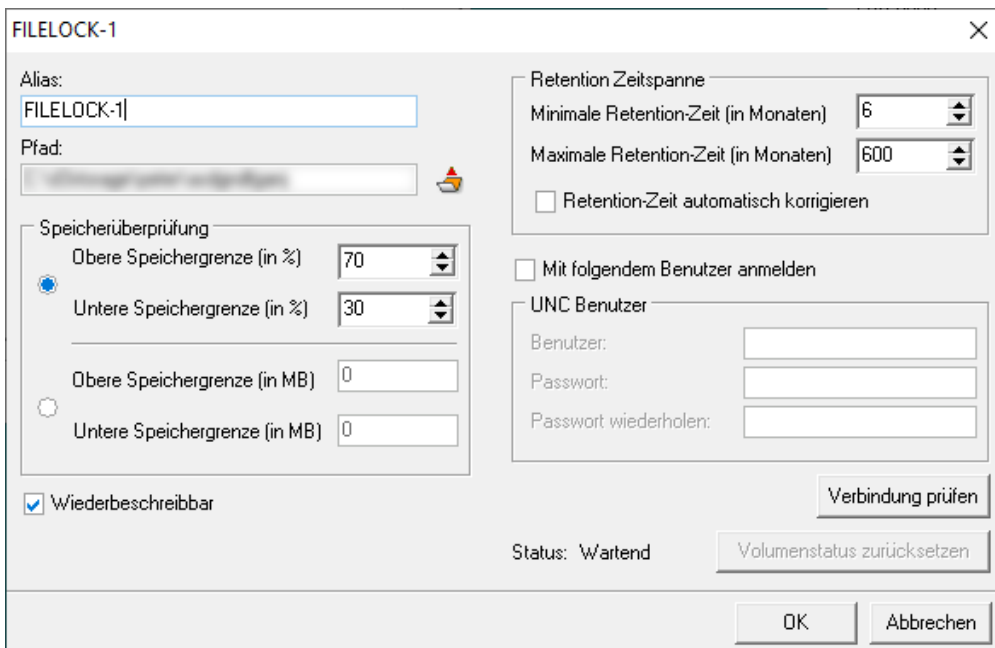 FILELOCK-1
Alias:
FILELOCK-1
Pfad:
Speicherüberprüfung
Obere Speichergrenze (in %) 70
Untere Speichergrenze (in %) 30
Obere Speichergrenze (in MB) 0
Untere Speichergrenze (in MB) 0
Wiederbeschreibbar
Retention Zeitspanne
Minimale Retention-Zeit (in Monaten) 6
Maximale Retention-Zeit (in Monaten) 600
Retention-Zeit automatisch korrigieren
Mit folgendem Benutzer anmelden
UNC Benutzer
Benutzer:
Passwort:
Passwort wiederholen:
Verbindung prüfen
Status: Wartend
Volumenstatus zurücksetzen
OK
Abbrechen